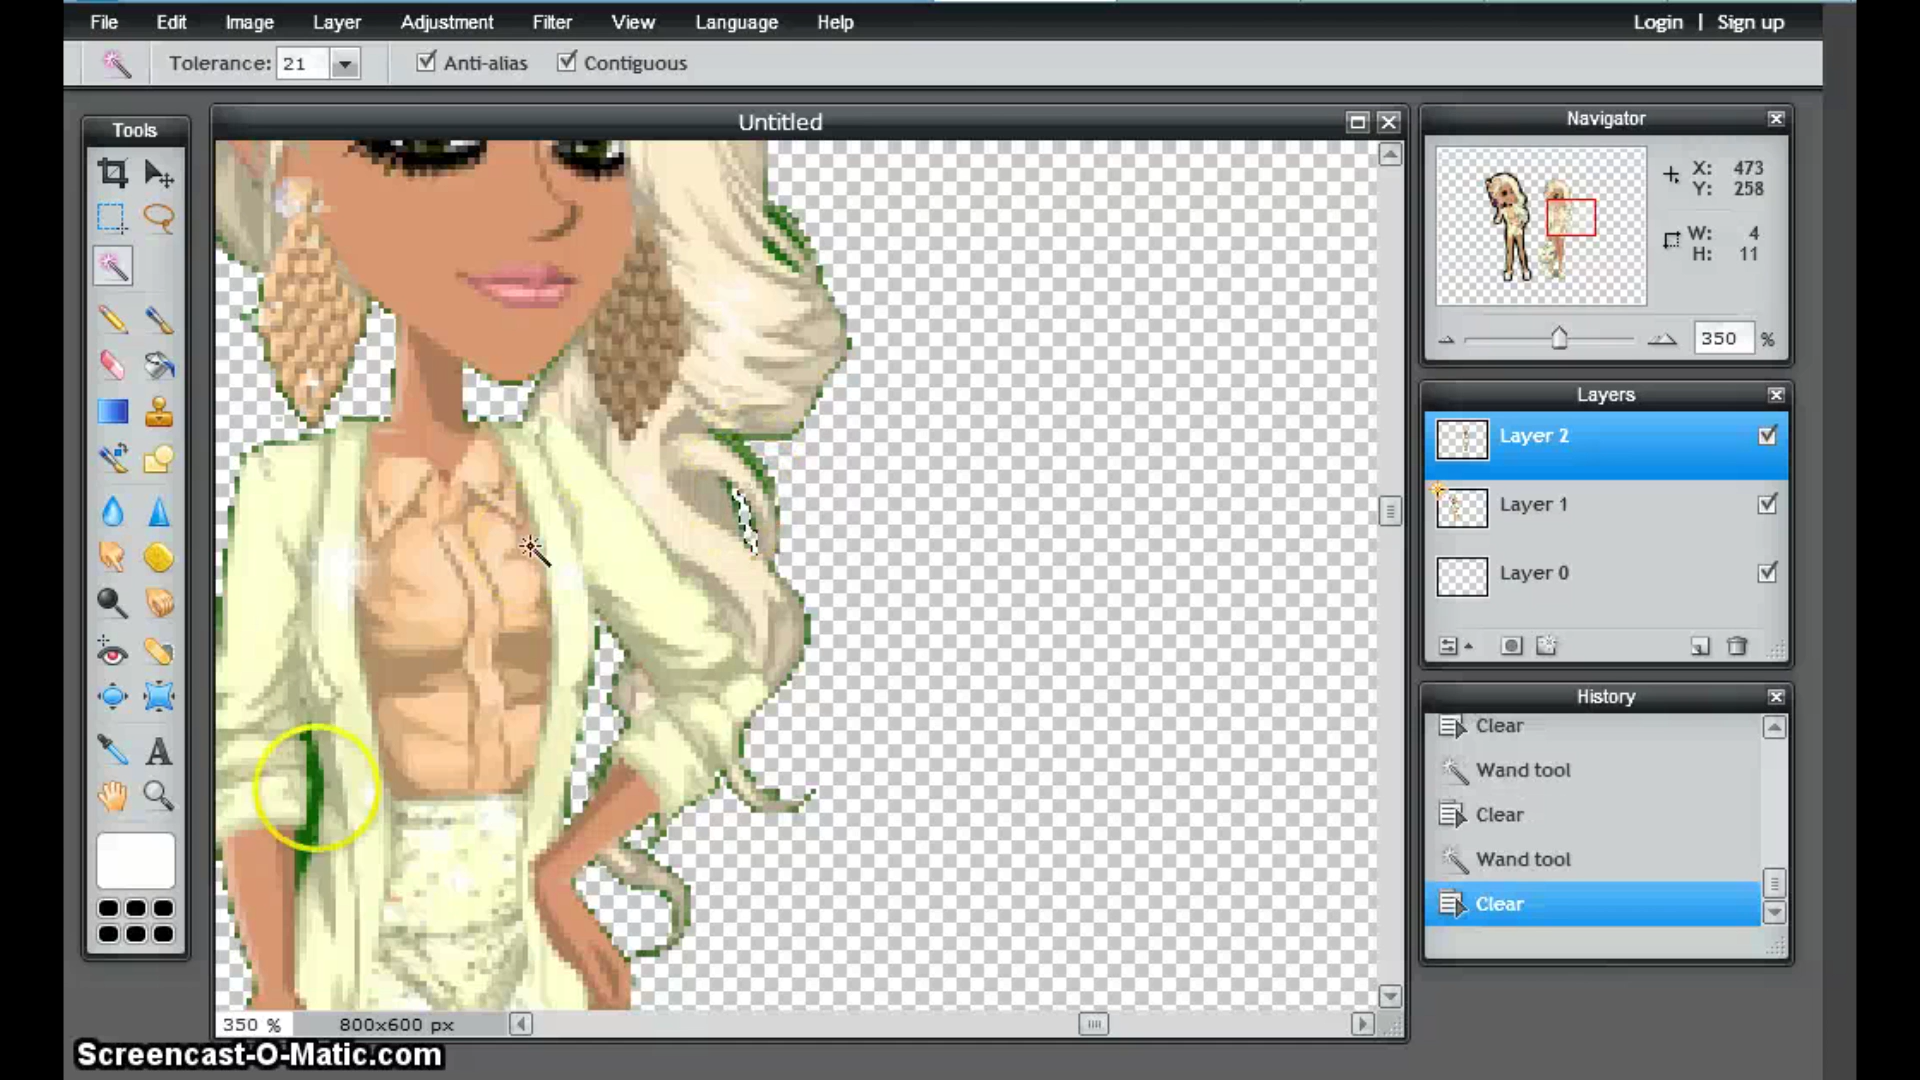 File Edit Image Layer Adjustment Filter View Language Help Login | Sign up
Tolerance: 21 Anti-alias Contiguous
Tools
Untitled
Navigator
X: 473
Y: 258
W: 4
H: 11
350 %
Layers
Layer 2
Layer 1
Layer 0
History
Clear
Wand tool
Clear
Wand tool
Clear
A
350 % 800x600 px
Screencast-O-Matic.com